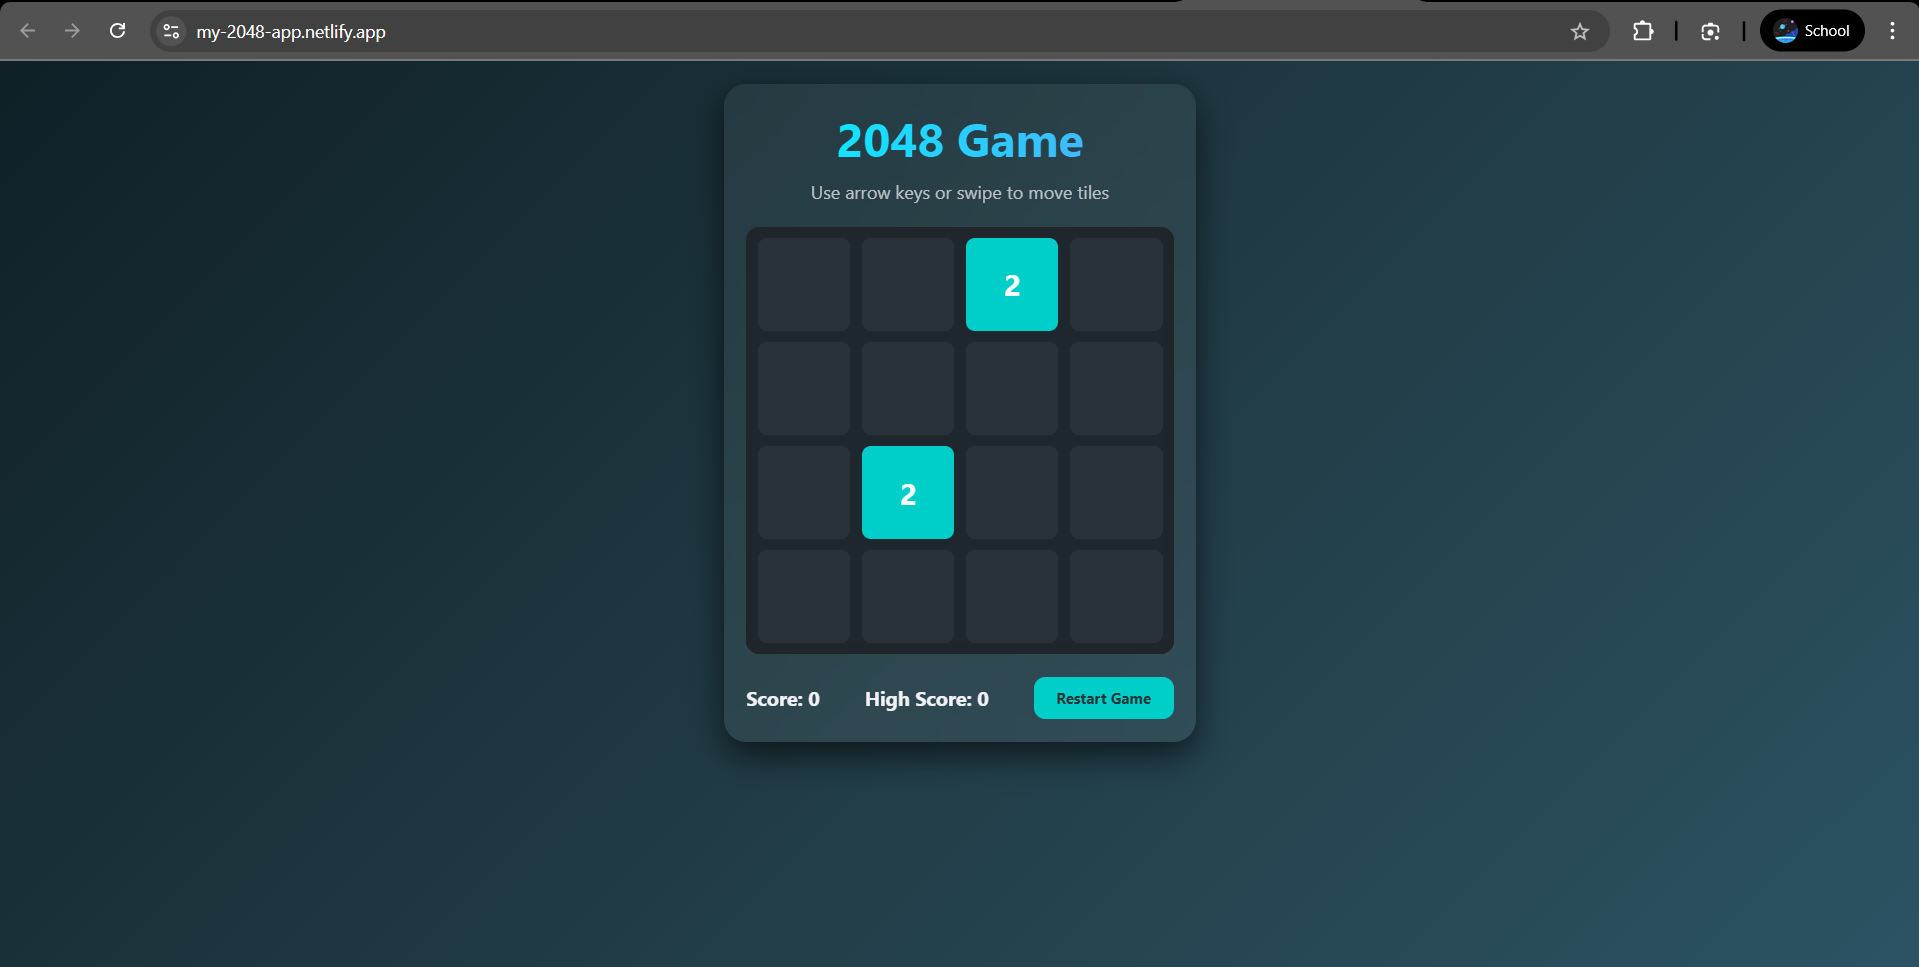 my-2048-app.netlify.app
School
2048 Game
Use arrow keys or swipe to move tiles
2
2
Score: 0 High Score: 0 Restart Game